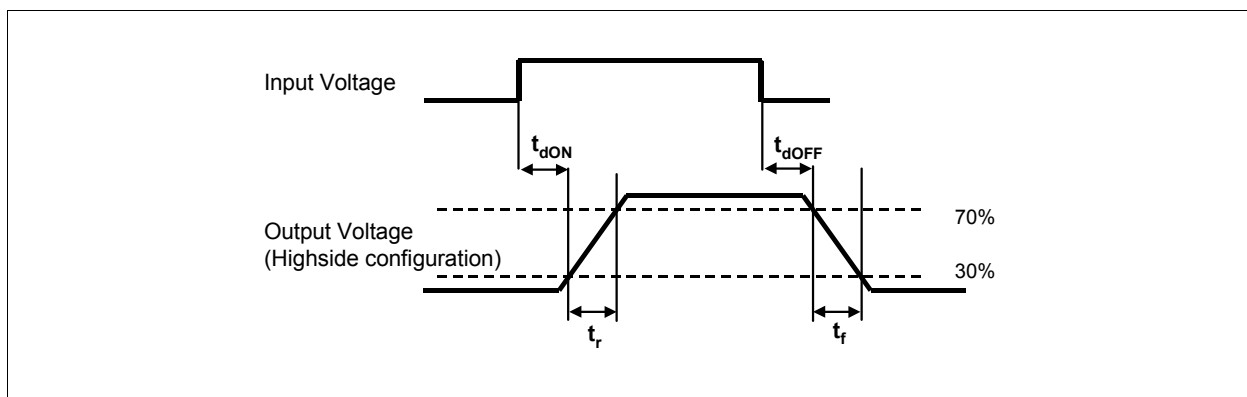 Input Voltage
tdON
tdOFF
Output Voltage
(Highside configuration)
70%
30%
tr
tf